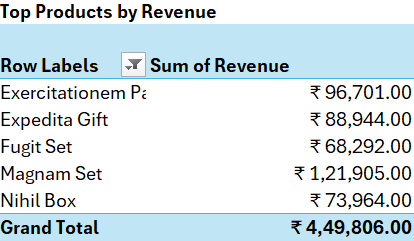 Top Products by Revenue
Row Labels Sum of Revenue
Exercitationem ₹ 96,701.00
Expedita Gift ₹ 88,944.00
Fugit Set ₹ 68,292.00
Magnam Set ₹ 1,21,905.00
Nihil Box ₹ 73,964.00
Grand Total ₹ 4,49,806.00